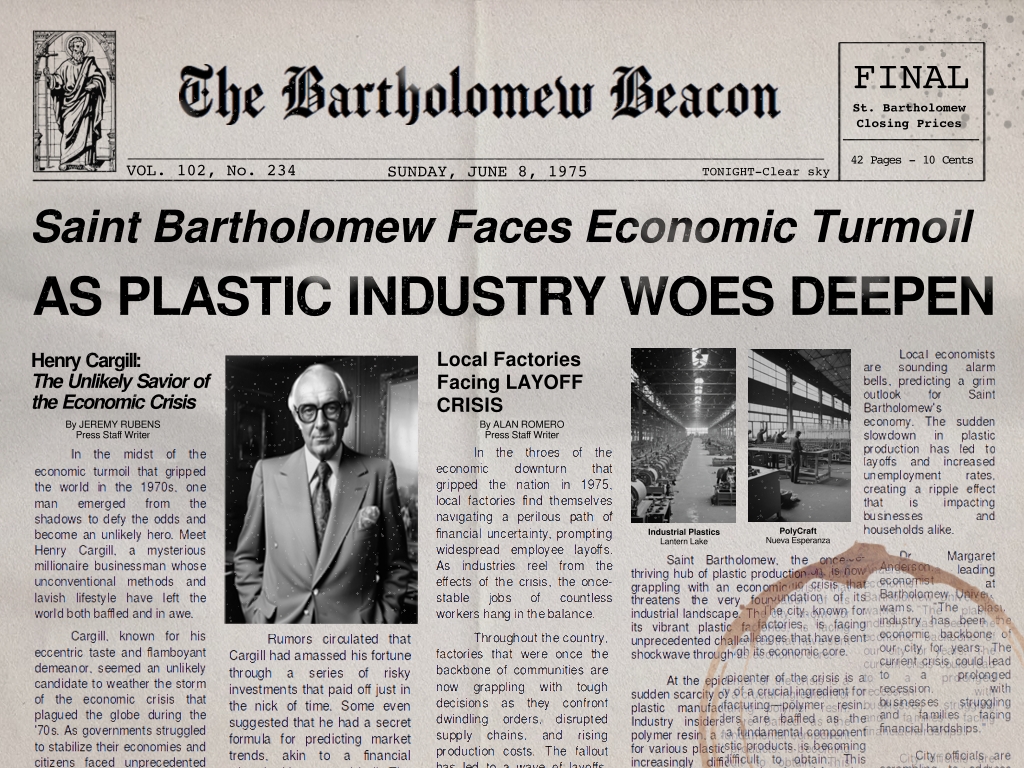 The Bartholomew Beacon
FINAL
St. Bartholomew
Closing Prices
42 Pages - 10 Cents
VOL. 102, No. 234
SUNDAY, JUNE 8, 1975
TONIGHT-Clear sky
Saint Bartholomew Faces Economic Turmoil
AS PLASTIC INDUSTRY WOES DEEPEN
Henry Cargill:
The Unlikely Savior of
the Economic Crisis
By JEREMY RUBENS
Press Staff Writer
In the midst of the
economic turmoil that gripped
the world in the 1970s, one
man emerged from the
shadows to defy the odds and
become an unlikely hero. Meet
Henry Cargill, a mysterious
millionaire businessman whose
unconventional methods and
lavish lifestyle have left the
world both baffled and in awe.
Cargill, known for his
eccentric taste and flamboyant
demeanor, seemed an unlikely
candidate to weather the storm
of the economic crisis that
plagued the globe during the
'70s. As governments struggled
to stabilize their economies and
citizens faced unprecedented
Rumors circulated that
Cargill had amassed his fortune
through a series of risky
investments that paid off just in
the nick of time. Some even
suggested that he had a secret
formula for predicting market
trends, akin to a financial
Local Factories
Facing LAYOFF
CRISIS
By ALAN ROMERO
Press Staff Writer
In the throes of the
economic downturn that
gripped the nation in 1975,
local factories find themselves
navigating a perilous path of
financial uncertainty, prompting
widespread employee layoffs.
As industries reel from the
effects of the crisis, the once-
stable jobs of countless
workers hang in the balance.
Throughout the country,
factories that were once the
backbone of communities are
now grappling with tough
decisions as they confront
dwindling orders, disrupted
supply chains, and rising
production costs. The fallout
has led to a wave of layoffs,
Industrial Plastics
Lantern Lake
PolyCraft
Nueva Esperanza
Saint Bartholomew, the once-
thriving hub of plastic production, is now
grappling with an economic crisis that
threatens the very foundation of its
industrial landscape. The city, known for
its vibrant plastic factories, is facing
unprecedented challenges that have sent
shockwave through its economic core.
At the epicenter of the crisis is a
sudden scarcity of a crucial ingredient for
plastic manufacturing—polymer resin.
Industry insiders are baffled as the
polymer resin, a fundamental component
for various plastic products, is becoming
increasingly difficult to obtain. This
Local economists
are sounding alarm
bells, predicting a grim
outlook for Saint
Bartholomew's
economy. The sudden
slowdown in plastic
production has led to
layoffs and increased
unemployment rates,
creating a ripple effect
that is impacting
businesses and
households alike.
Dr. Margaret
Anderson, leading
economist at
Bartholomew
warns, "The
industry has been
economic backbone of
our city for years. The
current crisis could lead
to a prolonged
recession, with
businesses struggling
and families facing
financial hardships."
City officials are